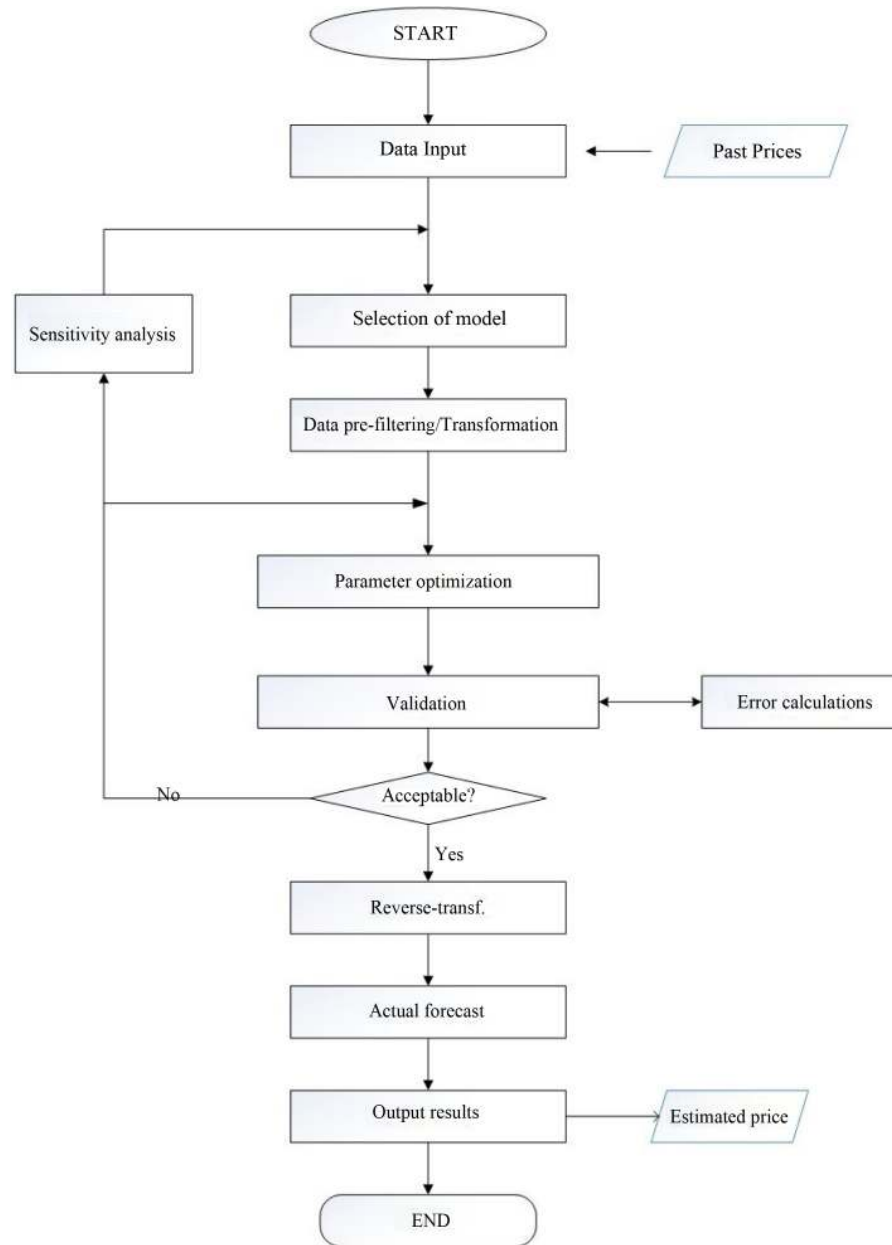 START
Data Input
Past Prices
Selection of model
Sensitivity analysis
Data pre-filtering/Transformation
Parameter optimization
Validation
Error calculations
No
Acceptable?
Yes
Reverse-transf.
Actual forecast
Output results
Estimated price
END